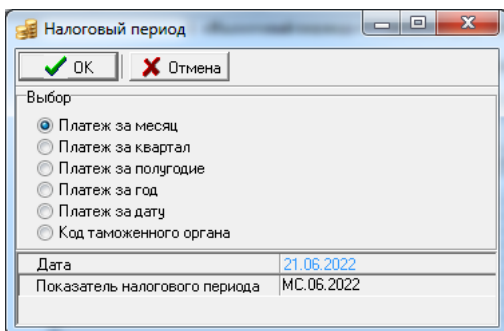 Налоговый период
OK
Отмена
Выбор
Платеж за месяц
Платеж за квартал
Платеж за полугодие
Платеж за год
Платеж за дату
Код таможенного органа
Дата 21.06.2022
Показатель налогового периода МС.06.2022